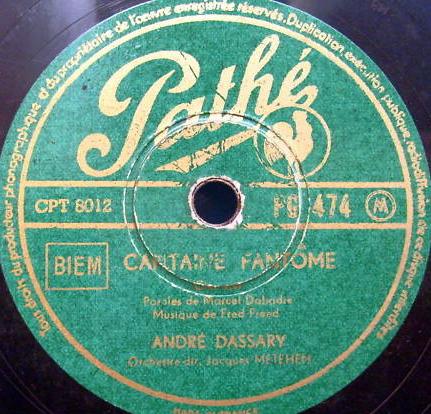 Tous droits du producteur phonographique et du propriétaire de l'œuvre enregistrée réservés. Duplication, exécution publique, radiodiffusion de ce disque interdites
Pathé
CPT 8012
474 M
BIEM
CAPITAINE FANTÔME
Paroles de Marcel Dabadie
Musique de Fred Freed
ANDRÉ DASSARY
Orchestre dir. Jacques METEHEN